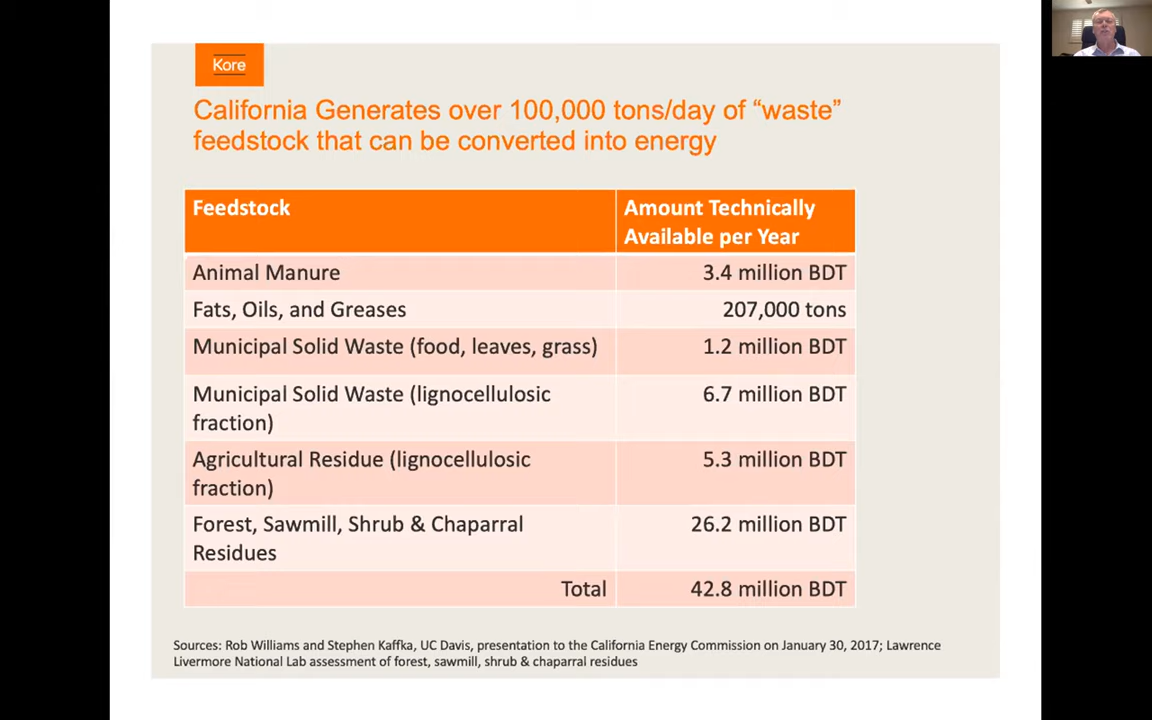 Kore
California Generates over 100,000 tons/day of “waste”
feedstock that can be converted into energy
Feedstock
Amount Technically
Available per Year
Animal Manure
3.4 million BDT
Fats, Oils, and Greases
207,000 tons
Municipal Solid Waste (food, leaves, grass)
1.2 million BDT
Municipal Solid Waste (lignocellulosic
fraction)
6.7 million BDT
Agricultural Residue (lignocellulosic
fraction)
5.3 million BDT
Forest, Sawmill, Shrub & Chaparral
Residues
26.2 million BDT
Total
42.8 million BDT
Sources: Rob Williams and Stephen Kaffka, UC Davis, presentation to the California Energy Commission on January 30, 2017; Lawrence
Livermore National Lab assessment of forest, sawmill, shrub & chaparral residues